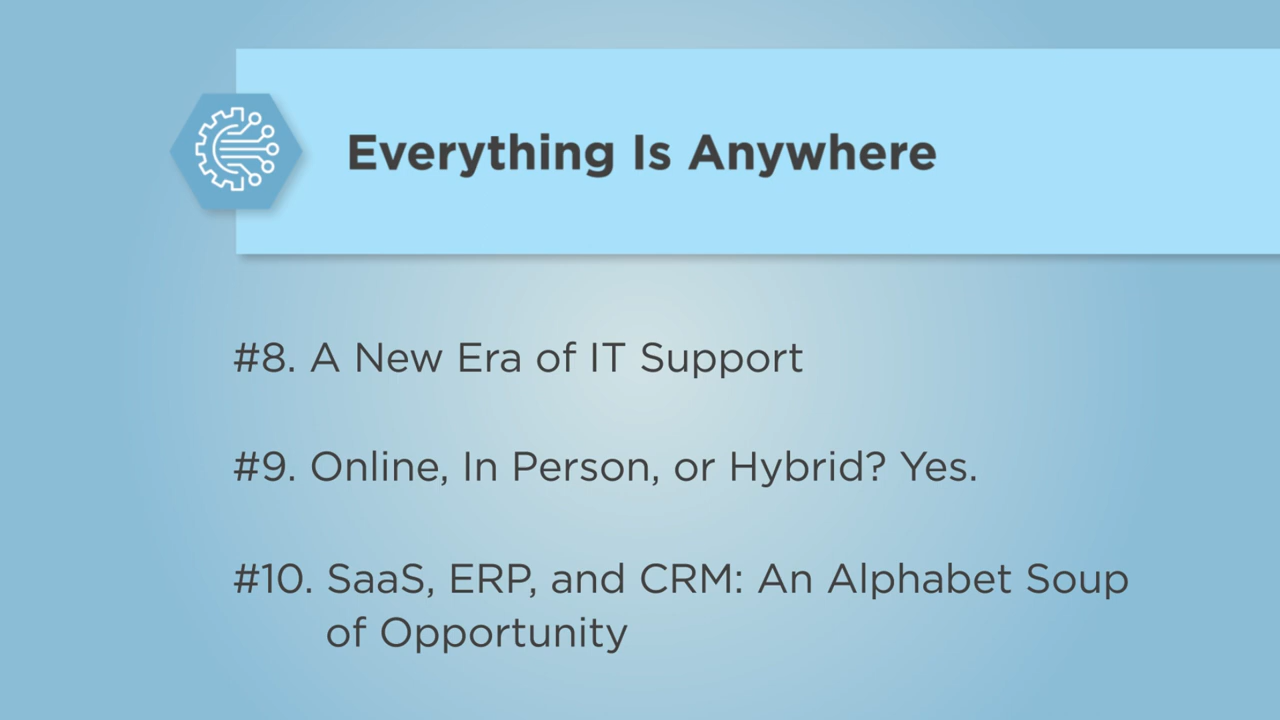 Everything Is Anywhere
#8. A New Era of IT Support
#9. Online, In Person, or Hybrid? Yes.
#10. SaaS, ERP, and CRM: An Alphabet Soup
of Opportunity